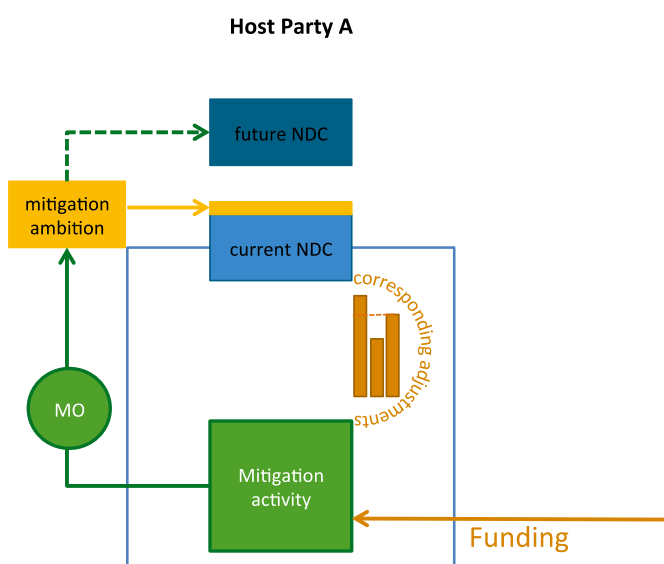 Host Party A
future NDC
mitigation
ambition
current NDC
corresponding adjustments
MO
Mitigation
activity
Funding